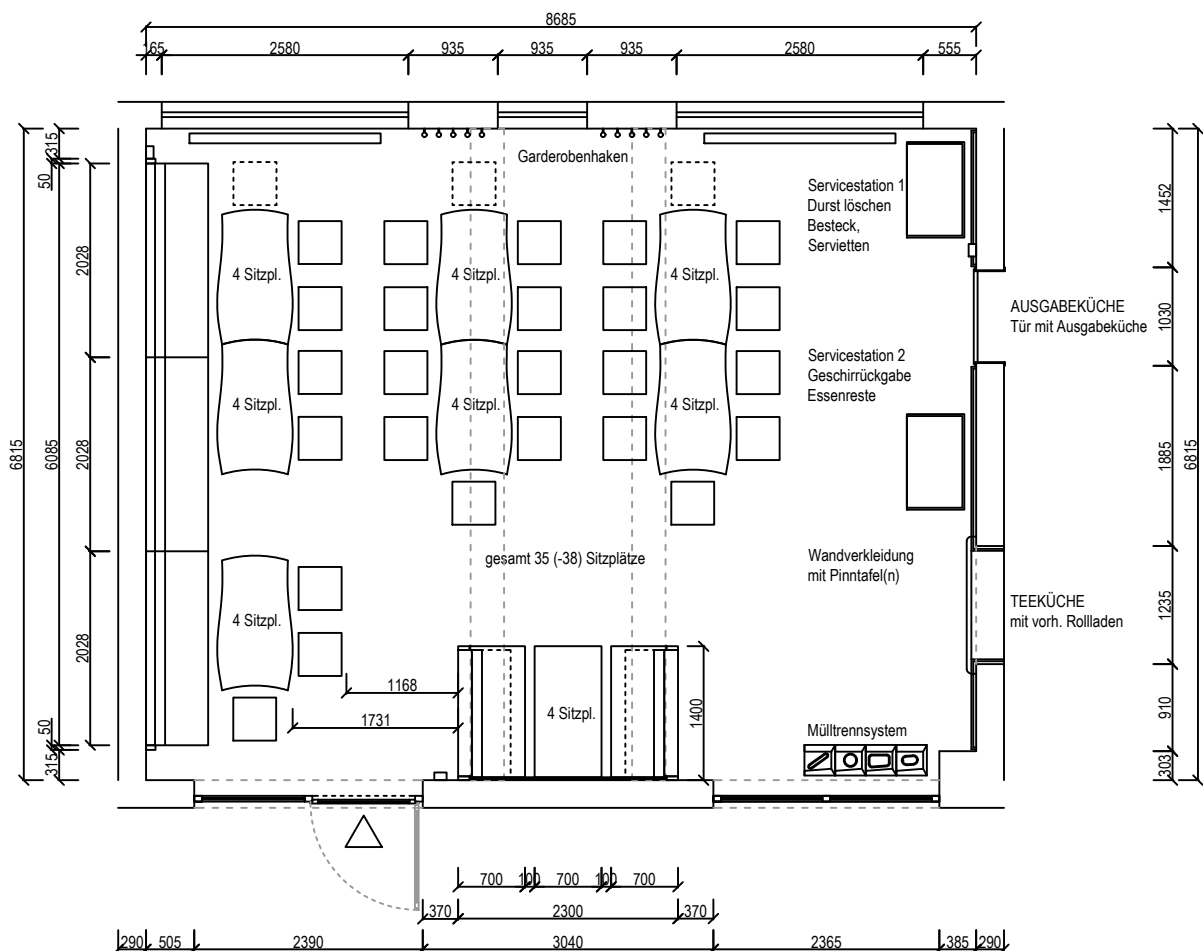 8685
165 2580 935 935 935 2580 555
Garderobenhaken
Servicestation 1
Durst löschen
Besteck,
Servietten
4 Sitzpl. 4 Sitzpl. 4 Sitzpl.
AUSGABEKÜCHE
Tür mit Ausgabeküche
Servicestation 2
Geschirrückgabe
Essenreste
4 Sitzpl. 4 Sitzpl. 4 Sitzpl.
gesamt 35 (-38) Sitzplätze
Wandverkleidung
mit Pinntafel(n)
TEEKÜCHE
mit vorh. Rollladen
4 Sitzpl.
1168
1731
4 Sitzpl.
1400
Mülltrennsystem
6815
315
50
6085
50
315
2028
2028
2028
1452
1030
1885
1235
910
303
6815
700 100 700 100 700
370 2300 370
290 505 2390 3040 2365 385 290